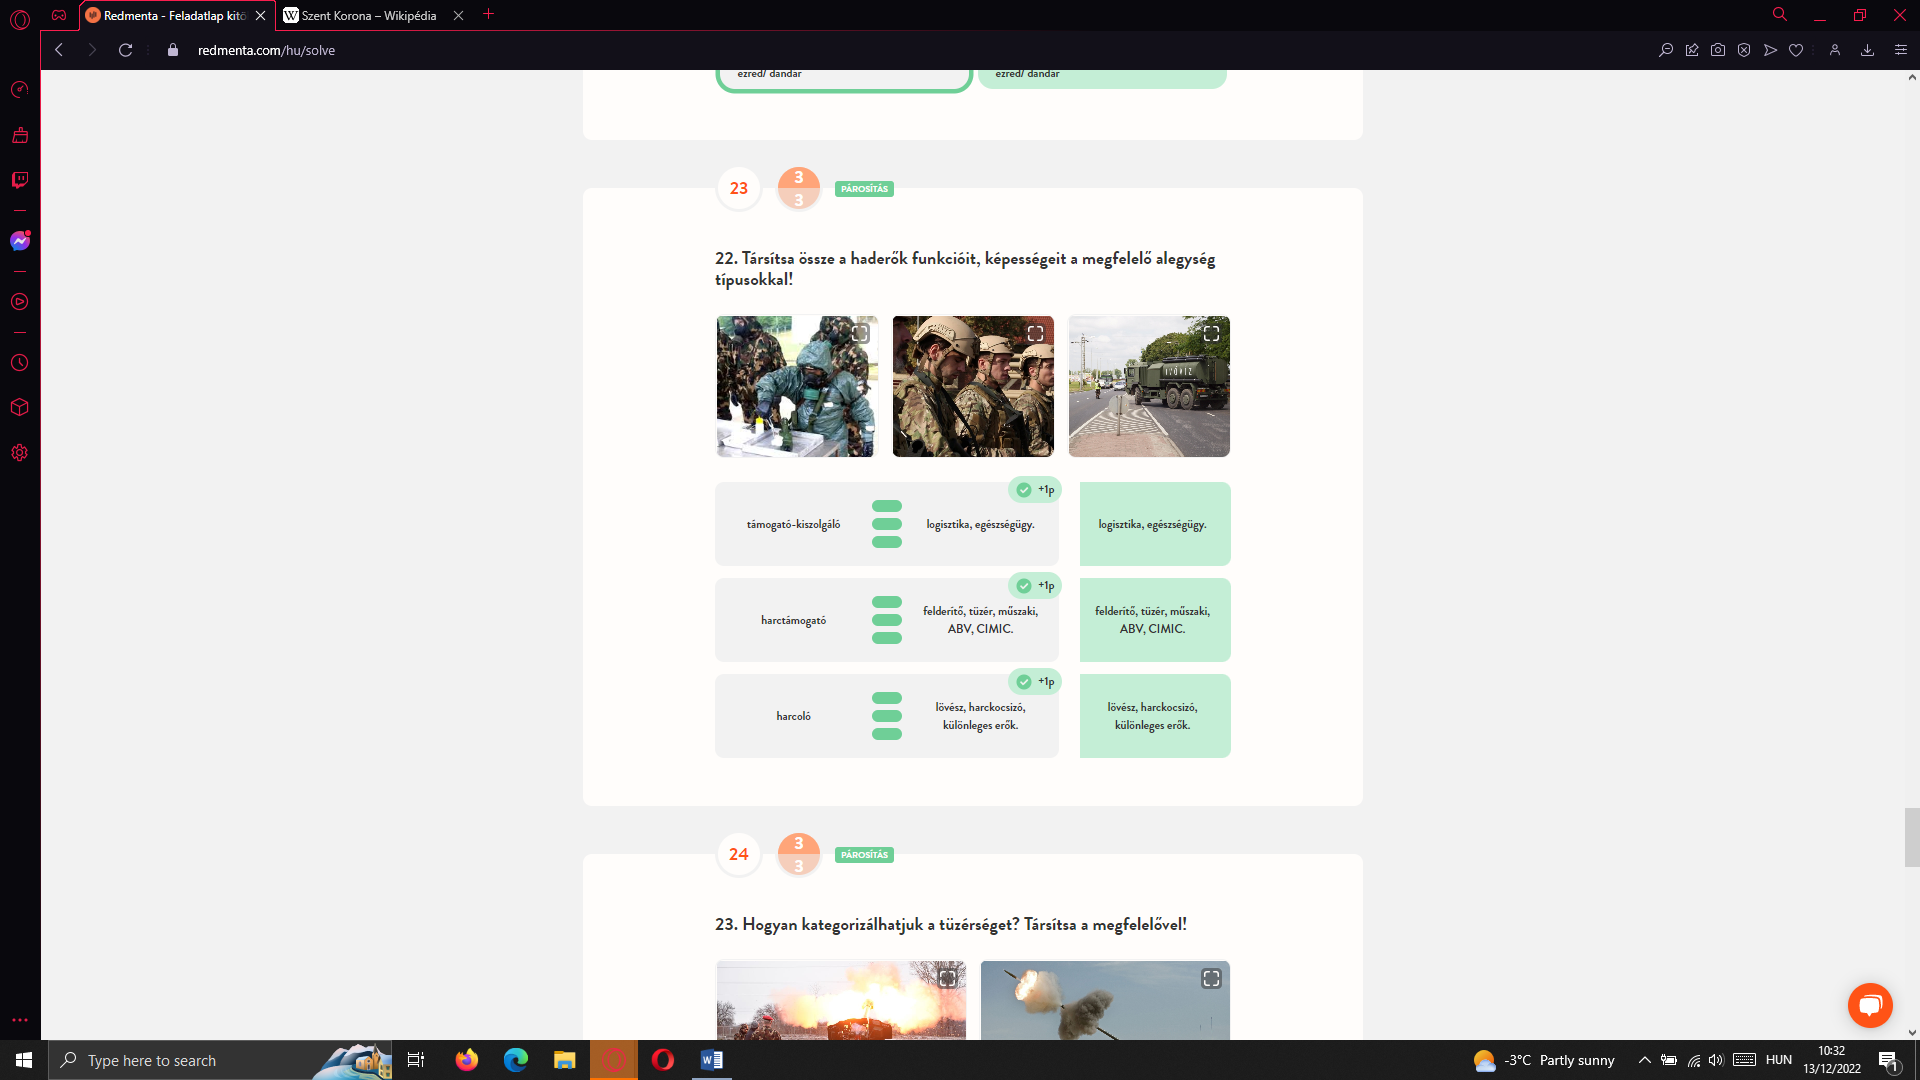 Redmenta - Feladatlap kitö
Szent Korona – Wikipédia
redmenta.com/hu/solve
ezred/ dandár
ezred/ dandár
23
3
3
PÁROSÍTÁS
22. Társítsa össze a haderők funkcióit, képességeit a megfelelő alegység
típusokkal!
IVÓVÍZ
+1p
támogató-kiszolgáló
logisztika, egészségügy.
logisztika, egészségügy.
+1p
harctámogató
felderítő, tüzér, műszaki,
ABV, CIMIC.
felderítő, tüzér, műszaki,
ABV, CIMIC.
+1p
harcoló
lövész, harckocsizó,
különleges erők.
lövész, harckocsizó,
különleges erők.
24
3
3
PÁROSÍTÁS
23. Hogyan kategorizálhatjuk a tüzérséget? Társítsa a megfelelővel!
Type here to search
-3°C Partly sunny
HUN
10:32
13/12/2022
1